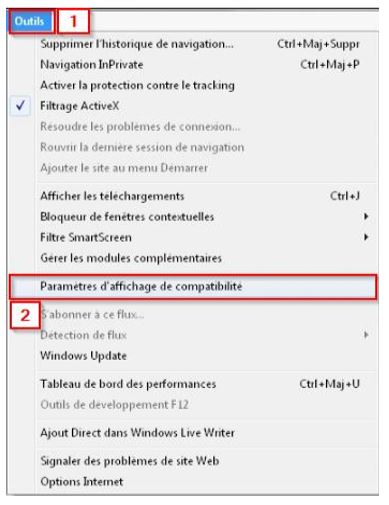 Outils
1
Supprimer l'historique de navigation... Ctrl+Maj+Suppr
Navigation InPrivate Ctrl+Maj+P
Activer la protection contre le tracking
Filtrage ActiveX
Résoudre les problèmes de connexion...
Rouvrir la dernière session de navigation
Ajouter le site au menu Démarrer
Afficher les téléchargements Ctrl+J
Bloqueur de fenêtres contextuelles
Filtre SmartScreen
Gérer les modules complémentaires
Paramètres d'affichage de compatibilité
2
S'abonner à ce flux...
Détection de flux
Windows Update
Tableau de bord des performances Ctrl+Maj+U
Outils de développement F12
Ajout Direct dans Windows Live Writer
Signaler des problèmes de site Web
Options Internet